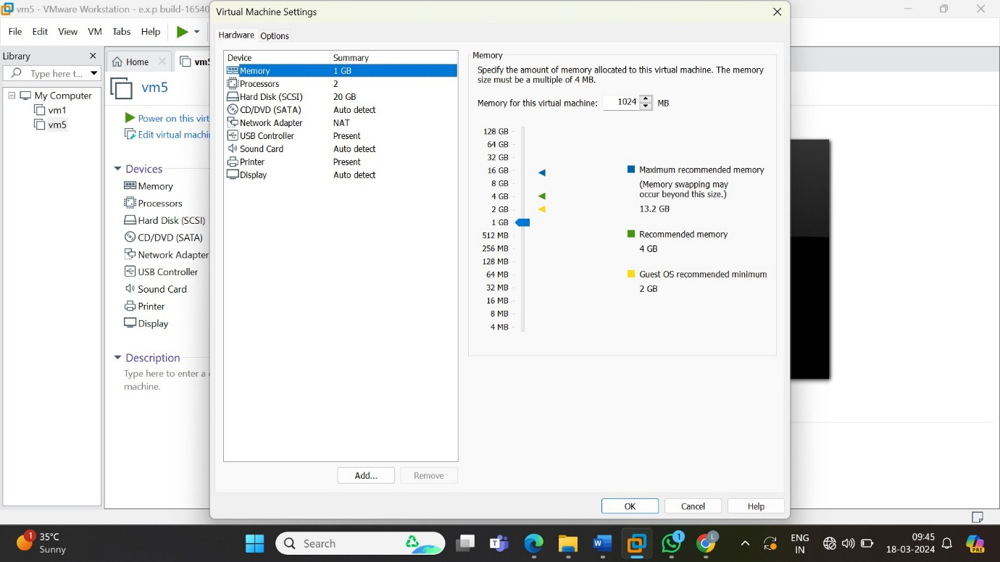 vm5 - VMware Workstation - e.x.p build-16540
Virtual Machine Settings
File Edit View VM Tabs Help
Library
Type here t...
My Computer
vm1
vm5
Home
vm5
vm5
Power on this virt
Edit virtual machi
Devices
Memory
Processors
Hard Disk (SCSI)
CD/DVD (SATA)
Network Adapter
USB Controller
Sound Card
Printer
Display
Description
Type here to enter a
machine.
Hardware Options
Device Summary
Memory 1 GB
Processors 2
Hard Disk (SCSI) 20 GB
CD/DVD (SATA) Auto detect
Network Adapter NAT
USB Controller Present
Sound Card Auto detect
Printer Present
Display Auto detect
Add... Remove
Memory
Specify the amount of memory allocated to this virtual machine. The memory
size must be a multiple of 4 MB.
Memory for this virtual machine: 1024 MB
128 GB
64 GB
32 GB
16 GB
8 GB
4 GB
2 GB
1 GB
512 MB
256 MB
128 MB
64 MB
32 MB
16 MB
8 MB
4 MB
Maximum recommended memory
(Memory swapping may
occur beyond this size.)
13.2 GB
Recommended memory
4 GB
Guest OS recommended minimum
2 GB
OK Cancel Help
1
35°C
Sunny
Search
1
L
ENG
IN
09:45
18-03-2024
PRE